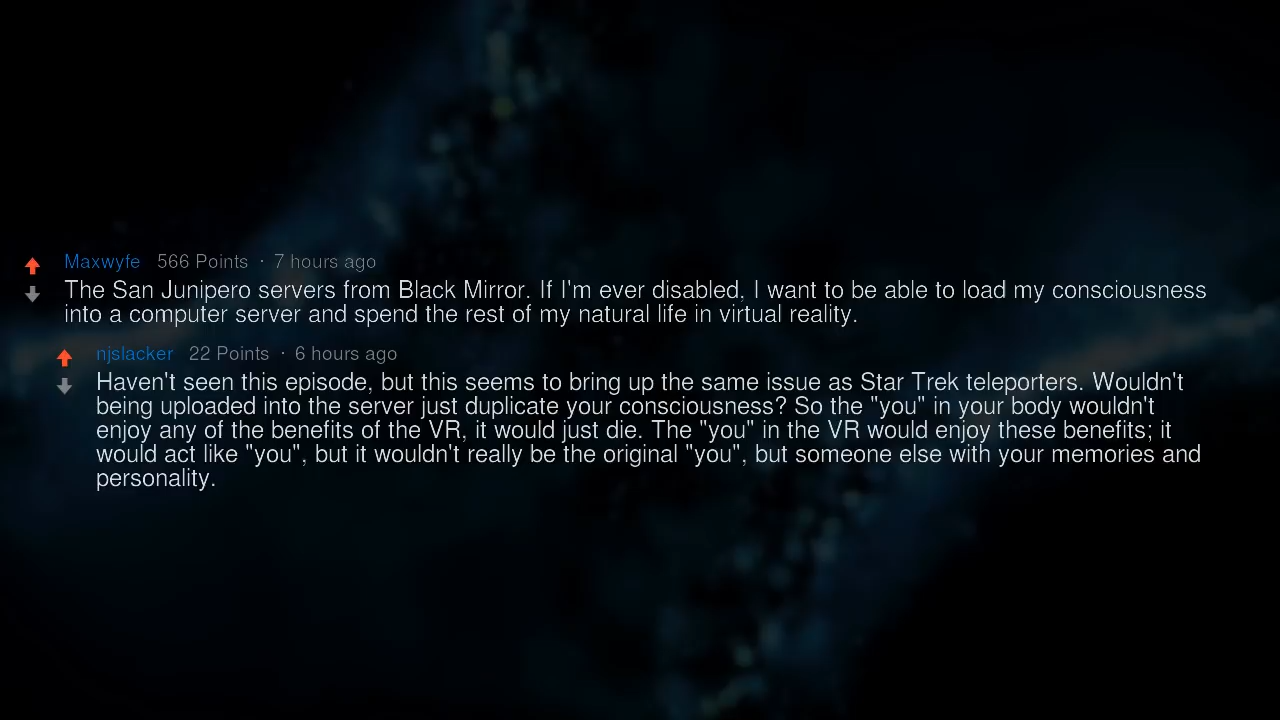 Maxwyfe 566 Points · 7 hours ago
The San Junipero servers from Black Mirror. If I'm ever disabled, I want to be able to load my consciousness
into a computer server and spend the rest of my natural life in virtual reality.
njslacker 22 Points · 6 hours ago
Haven't seen this episode, but this seems to bring up the same issue as Star Trek teleporters. Wouldn't
being uploaded into the server just duplicate your consciousness? So the "you" in your body wouldn't
enjoy any of the benefits of the VR, it would just die. The "you" in the VR would enjoy these benefits; it
would act like "you", but it wouldn't really be the original "you", but someone else with your memories and
personality.